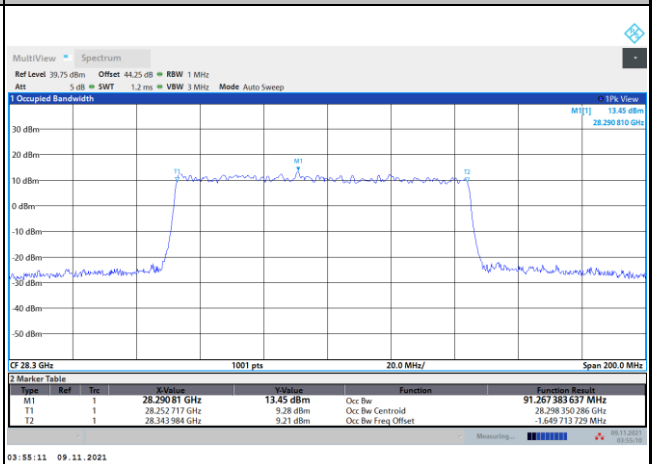 MultiView Spectrum
Ref Level 39.75 dBm Offset 44.25 dB RBW 1 MHz
Att 5 dB SWT 1.2 ms VBW 3 MHz Mode Auto Sweep
1 Occupied Bandwidth 1Pk View
M1[1] 13.45 dBm
28.290 810 GHz
30 dBm
20 dBm
M1
T1 T2
10 dBm
0 dBm
-10 dBm
-20 dBm
-30 dBm
-40 dBm
-50 dBm
CF 28.3 GHz 1001 pts 20.0 MHz/ Span 200.0 MHz
2 Marker Table
Type Ref Trc X-Value Y-Value Function Function Result
M1 1 28.290 81 GHz 13.45 dBm Occ Bw 91.267 383 637 MHz
T1 1 28.252 717 GHz 9.28 dBm Occ Bw Centroid 28.298 350 286 GHz
T2 1 28.343 984 GHz 9.21 dBm Occ Bw Freq Offset -1.649 713 729 MHz
Measuring... 09.11.2021
03:55:10
03:55:11 09.11.2021